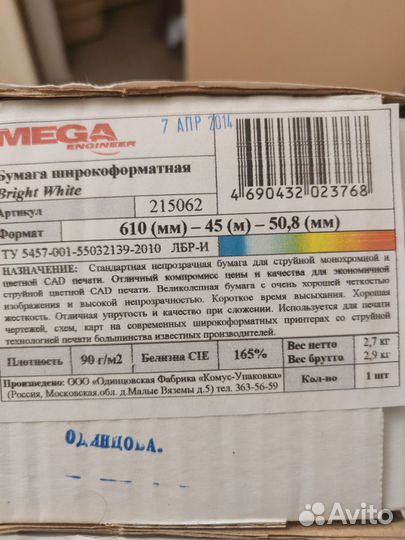 MEGA
ENGINEER
7 АПР 2014
Бумага широкоформатная
Bright White
Артикул 215062
4 690432 023768
Формат 610 (мм) – 45 (м) – 50,8 (мм)
ТУ 5457-001-55032139-2010 ЛБР-И
НАЗНАЧЕНИЕ: Стандартная непрозрачная бумага для струйной монохромной и
цветной CAD печати. Отличный компромисс цены и качества для экономичной
струйной цветной CAD печати. Великолепная бумага с очень хорошей четкостью
изображения и высокой непрозрачностью. Короткое время высыхания. Хорошая
жесткость. Отличная упругость и качество при сложении. Используется для печати
чертежей, схем, карт на современных широкоформатных принтерах со струйной
технологией печати большинства известных производителей.
Плотность 90 г/м2 Белизна CIE 165% Вес нетто 2,7 кг
Вес брутто 2,9 кг
Произведено: ООО «Одинцовская Фабрика «Комус-Упаковка» Кол-во 1 шт
(Россия, Московская.обл. д.Малые Вяземы д.5) тел. 363-56-59
ОДИНЦОВА.
Avito